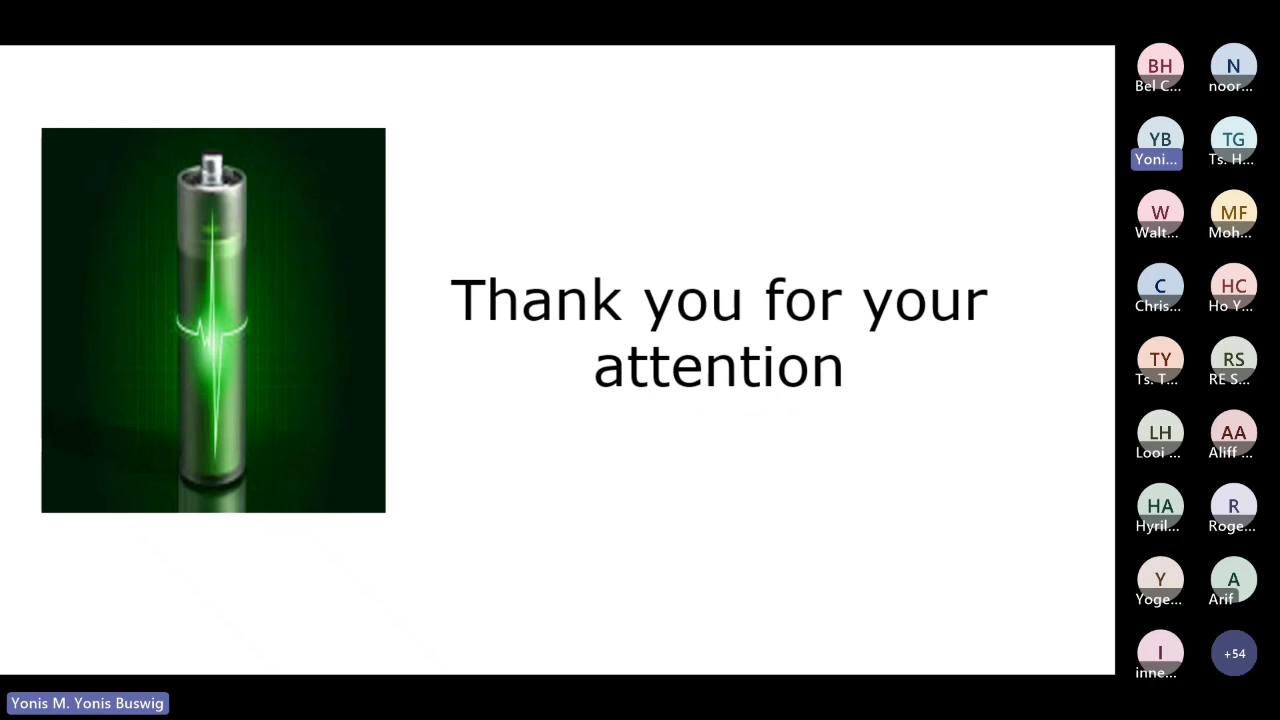 Thank you for your
attention
BH
Bel C...
N
noor...
YB
Yoni...
TG
Ts. H...
W
Walt...
MF
Moh...
C
Chris...
HC
Ho Y...
TY
Ts. T...
RS
RE S...
LH
Looi ...
AA
Aliff ...
HA
Hyril...
R
Roge...
Y
Yoge...
A
Arif
I
inne...
+54
Yonis M. Yonis Buswig